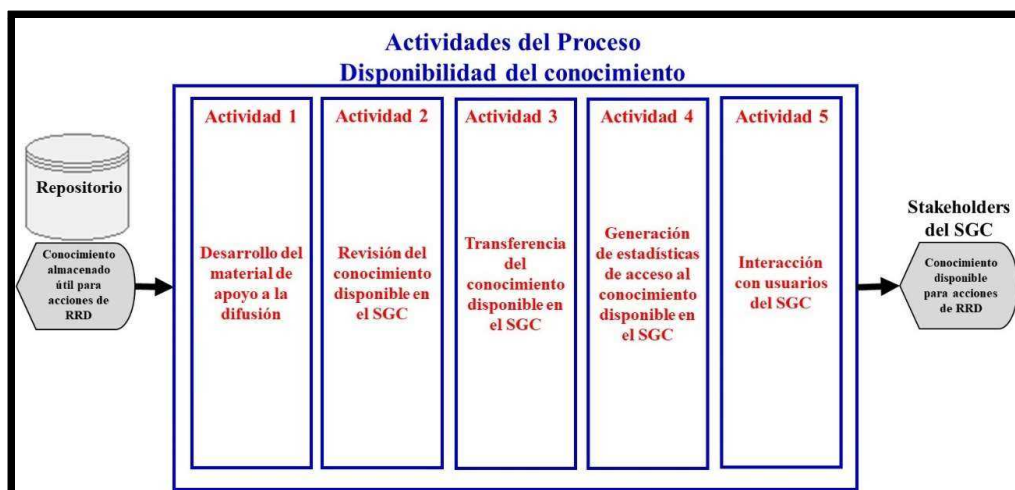 Actividades del Proceso
Disponibilidad del conocimiento
Repositorio
Conocimiento
almacenado
útil para
acciones de
RRD
Actividad 1
Desarrollo del
material de
apoyo a la
difusión
Actividad 2
Revisión del
conocimiento
disponible en
el SGC
Actividad 3
Transferencia
del
conocimiento
disponible en
el SGC
Actividad 4
Generación
de estadísticas
de acceso al
conocimiento
disponible en
el SGC
Actividad 5
Interacción
con usuarios
del SGC
Stakeholders
del SGC
Conocimiento
disponible
para acciones
de RRD